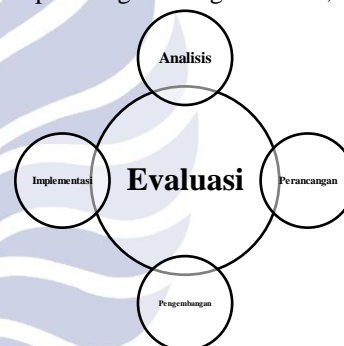 Analisis
Implementasi
Evaluasi
Perancangan
Pengembangan